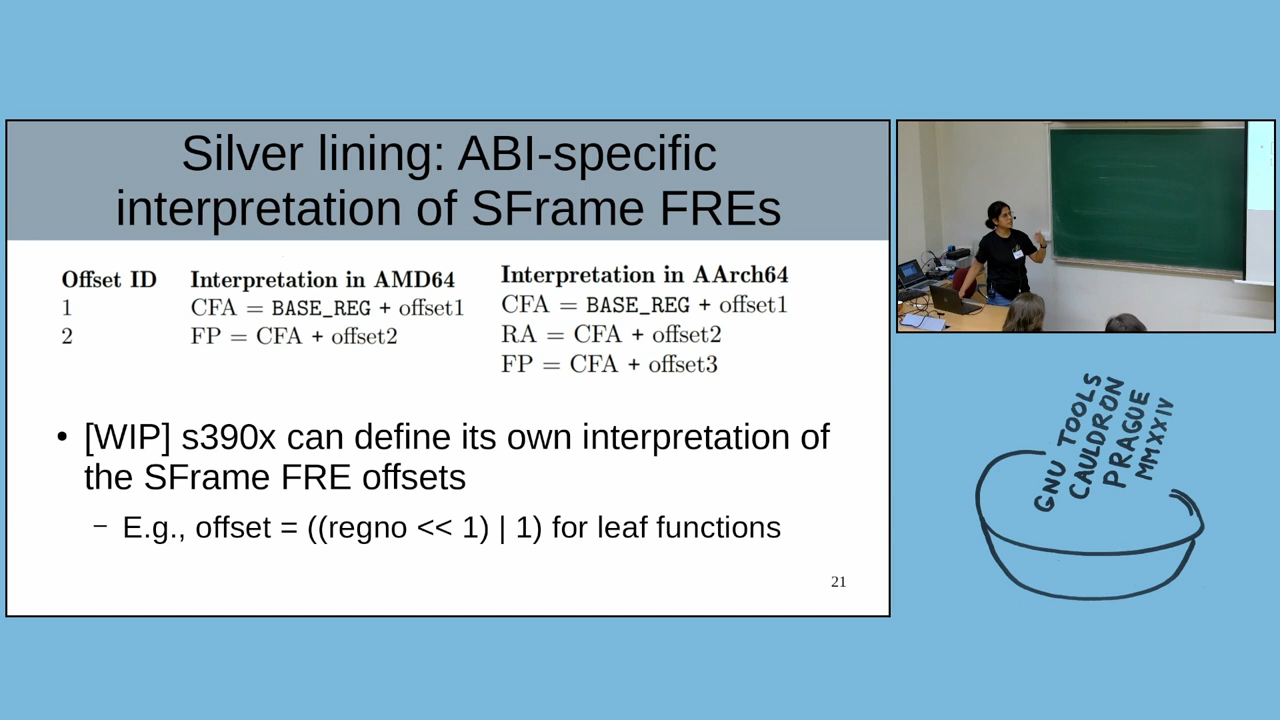 Silver lining: ABI-specific
interpretation of SFrame FREs
Offset ID Interpretation in AMD64
1 CFA = BASE_REG + offset1
2 FP = CFA + offset2
Interpretation in AArch64
CFA = BASE_REG + offset1
RA = CFA + offset2
FP = CFA + offset3
• [WIP] s390x can define its own interpretation of
the SFrame FRE offsets
– E.g., offset = ((regno << 1) | 1) for leaf functions
21
GNU TOOLS
CAULDRON
PRAGUE
MMXXIV